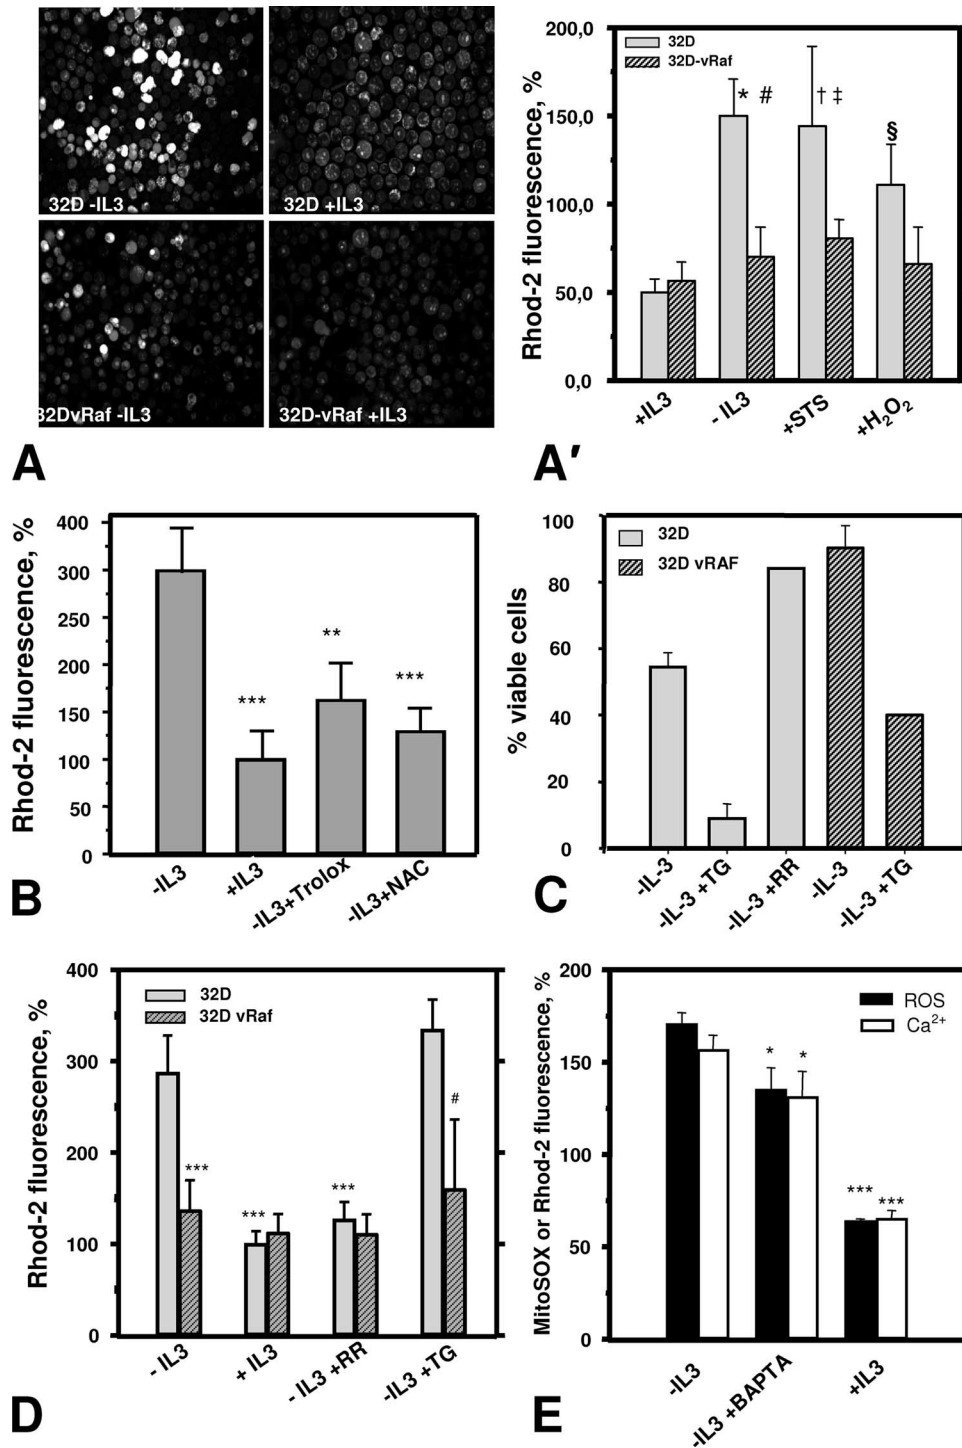 32D -IL3
32D +IL3
32DvRaf -IL3
32D-vRaf +IL3
A
Rhod-2 fluorescence, %
200,0
150,0
100,0
50,0
0,0
32D
32D-vRaf
* #
† ‡
§
+IL3
- IL3
+STS
+H2O2
A′
Rhod-2 fluorescence, %
400
300
250
200
150
100
50
0
***
**
***
-IL3
+IL3
-IL3+Trolox
-IL3+NAC
B
% viable cells
100
80
60
40
20
0
32D
32D vRAF
-IL-3
-IL-3 +TG
-IL-3 +RR
-IL-3
-IL-3 +TG
C
Rhod-2 fluorescence, %
400
300
200
100
0
32D
32D vRaf
***
***
***
#
- IL3
+ IL3
- IL3 +RR
-IL3 +TG
D
MitoSOX or Rhod-2 fluorescence, %
200
150
100
50
0
ROS
Ca2+
* *
*** ***
-IL3
-IL3 +BAPTA
+IL3
E